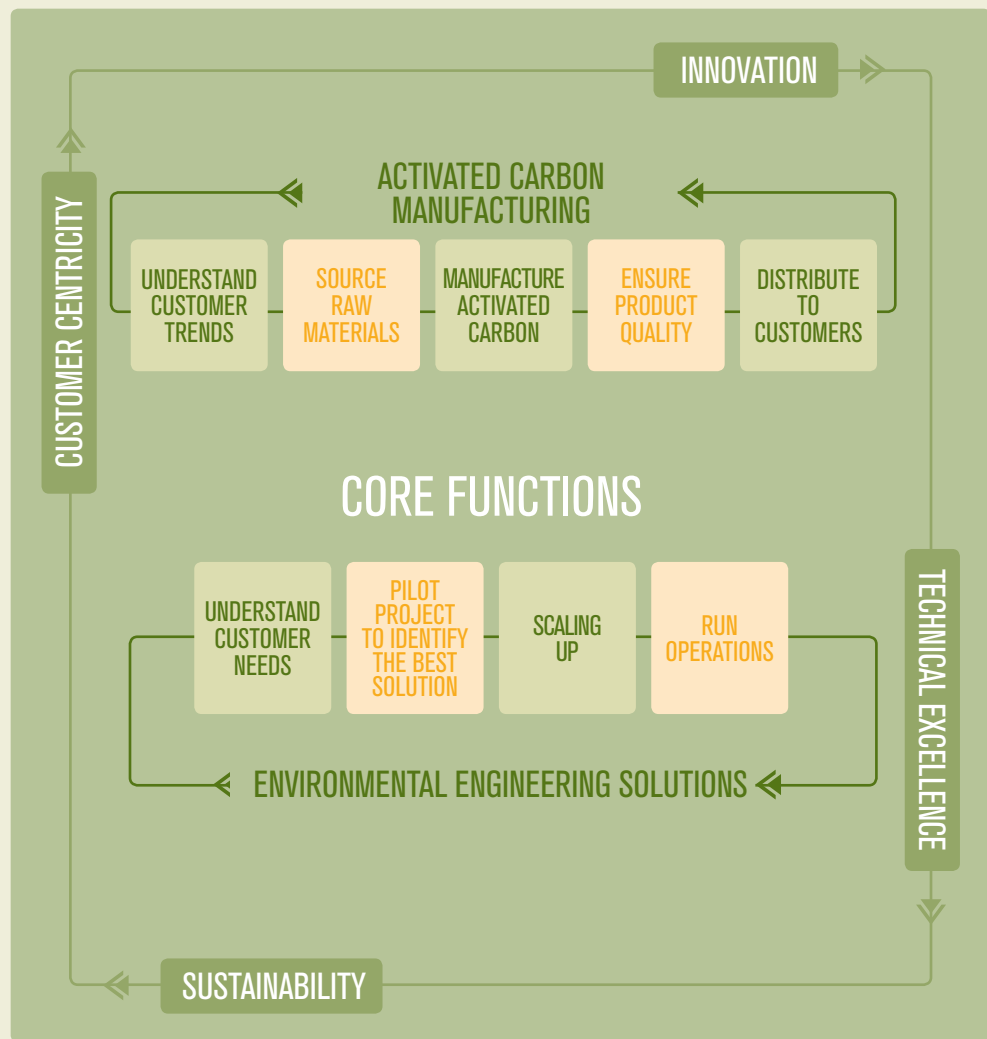 INNOVATION
CUSTOMER CENTRICITY
ACTIVATED CARBON
MANUFACTURING
UNDERSTAND
CUSTOMER
TRENDS
SOURCE
RAW
MATERIALS
MANUFACTURE
ACTIVATED
CARBON
ENSURE
PRODUCT
QUALITY
DISTRIBUTE
TO
CUSTOMERS
CORE FUNCTIONS
UNDERSTAND
CUSTOMER
NEEDS
PILOT
PROJECT
TO IDENTIFY
THE BEST
SOLUTION
SCALING
UP
RUN
OPERATIONS
ENVIRONMENTAL ENGINEERING SOLUTIONS
TECHNICAL EXCELLENCE
SUSTAINABILITY